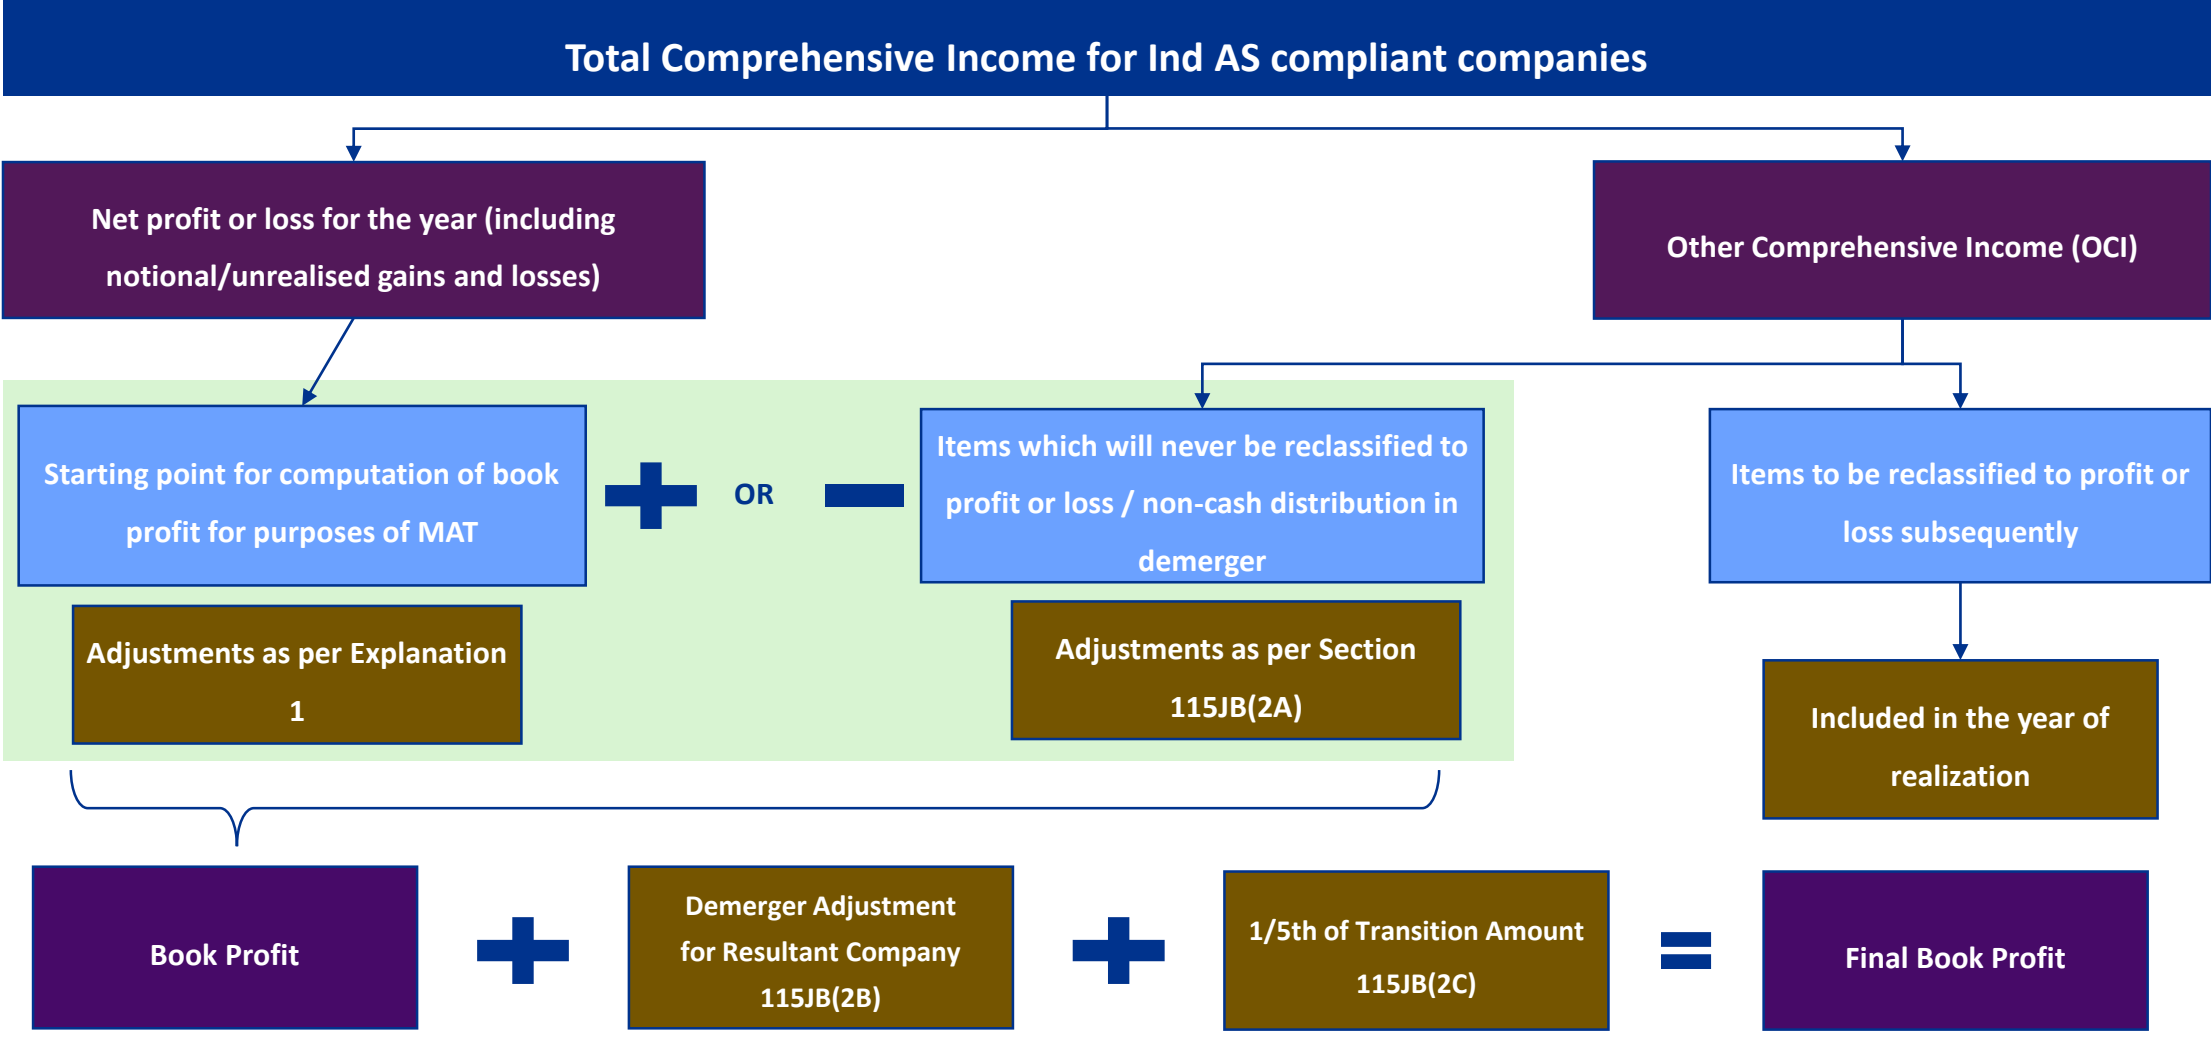 Total Comprehensive Income for Ind AS compliant companies
Net profit or loss for the year (including
notional/unrealised gains and losses)
Other Comprehensive Income (OCI)
Starting point for computation of book
profit for purposes of MAT
OR
Items which will never be reclassified to
profit or loss / non-cash distribution in
demerger
Items to be reclassified to profit or
loss subsequently
Adjustments as per Explanation
1
Adjustments as per Section
115JB(2A)
Included in the year of
realization
Book Profit
Demerger Adjustment
for Resultant Company
115JB(2B)
1/5th of Transition Amount
115JB(2C)
Final Book Profit